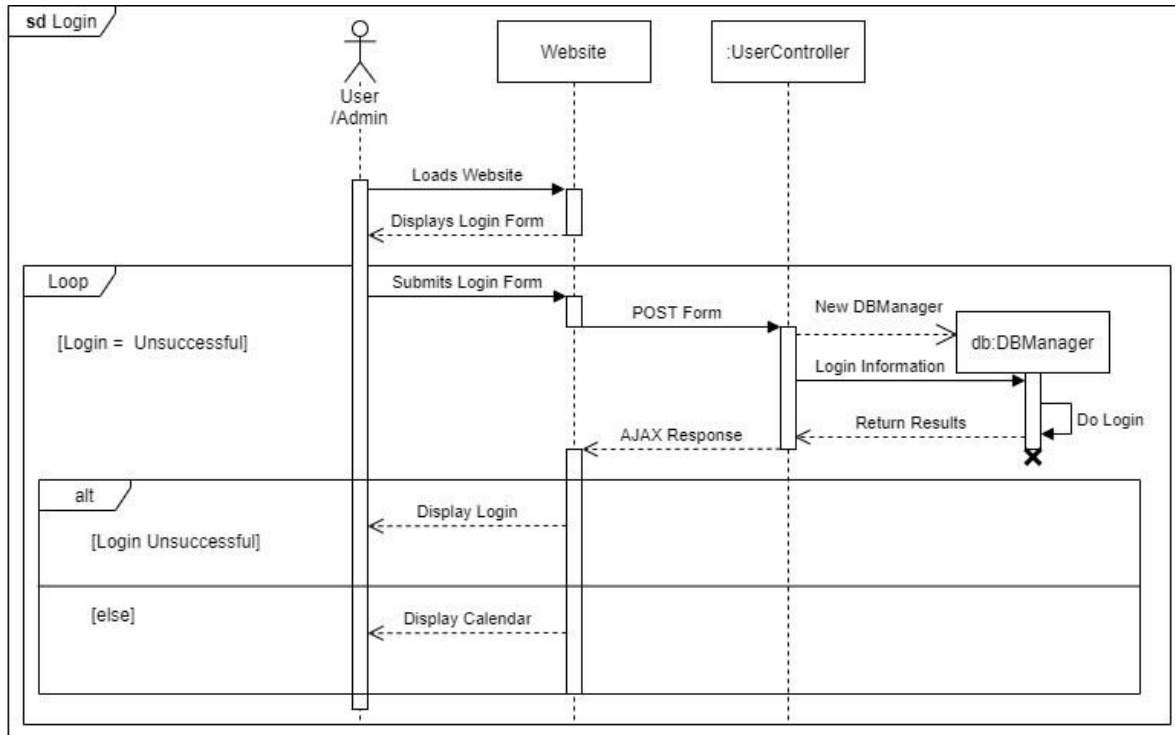 sd Login
Website
:UserController
User
/Admin
Loads Website
Displays Login Form
Loop
Submits Login Form
POST Form
New DBManager
[Login =  Unsuccessful]
db:DBManager
Login Information
Do Login
Return Results
AJAX Response
alt
Display Login
[Login Unsuccessful]
[else]
Display Calendar